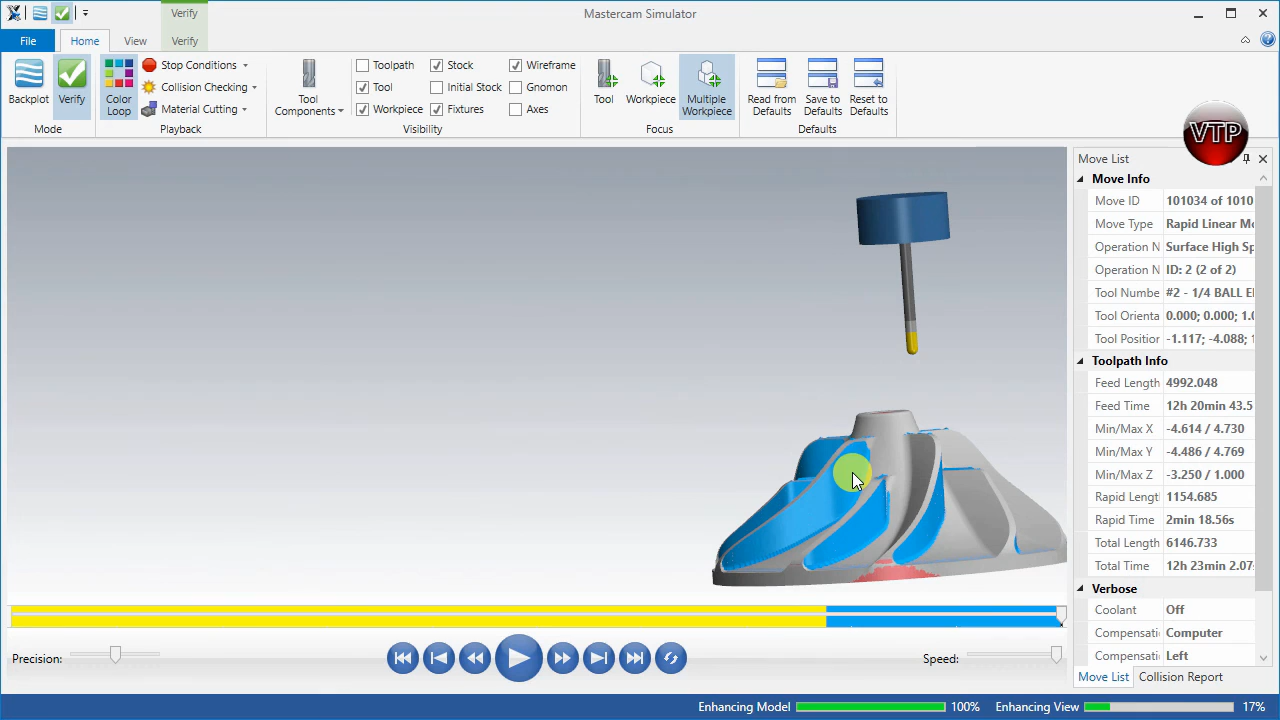 Verify
Mastercam Simulator
File
Home
View
Verify
Backplot
Verify
Mode
Color Loop
Stop Conditions
Collision Checking
Material Cutting
Playback
Tool Components
Toolpath
Tool
Workpiece
Stock
Initial Stock
Fixtures
Wireframe
Gnomon
Axes
Visibility
Tool
Workpiece
Multiple Workpiece
Focus
Read from Defaults
Save to Defaults
Reset to Defaults
Defaults
VTP
Move List
Move Info
Move ID 101034 of 1010
Move Type Rapid Linear Mo
Operation N Surface High Sp
Operation N ID: 2 (2 of 2)
Tool Numbe #2 - 1/4 BALL E
Tool Orienta 0.000; 0.000; 1.0
Tool Position -1.117; -4.088; 1
Toolpath Info
Feed Length 4992.048
Feed Time 12h 20min 43.5
Min/Max X -4.614 / 4.730
Min/Max Y -4.486 / 4.769
Min/Max Z -3.250 / 1.000
Rapid Length 1154.685
Rapid Time 2min 18.56s
Total Length 6146.733
Total Time 12h 23min 2.07
Verbose
Coolant Off
Compensati Computer
Compensati Left
Precision:
Speed:
Move List
Collision Report
Enhancing Model 100%
Enhancing View 17%